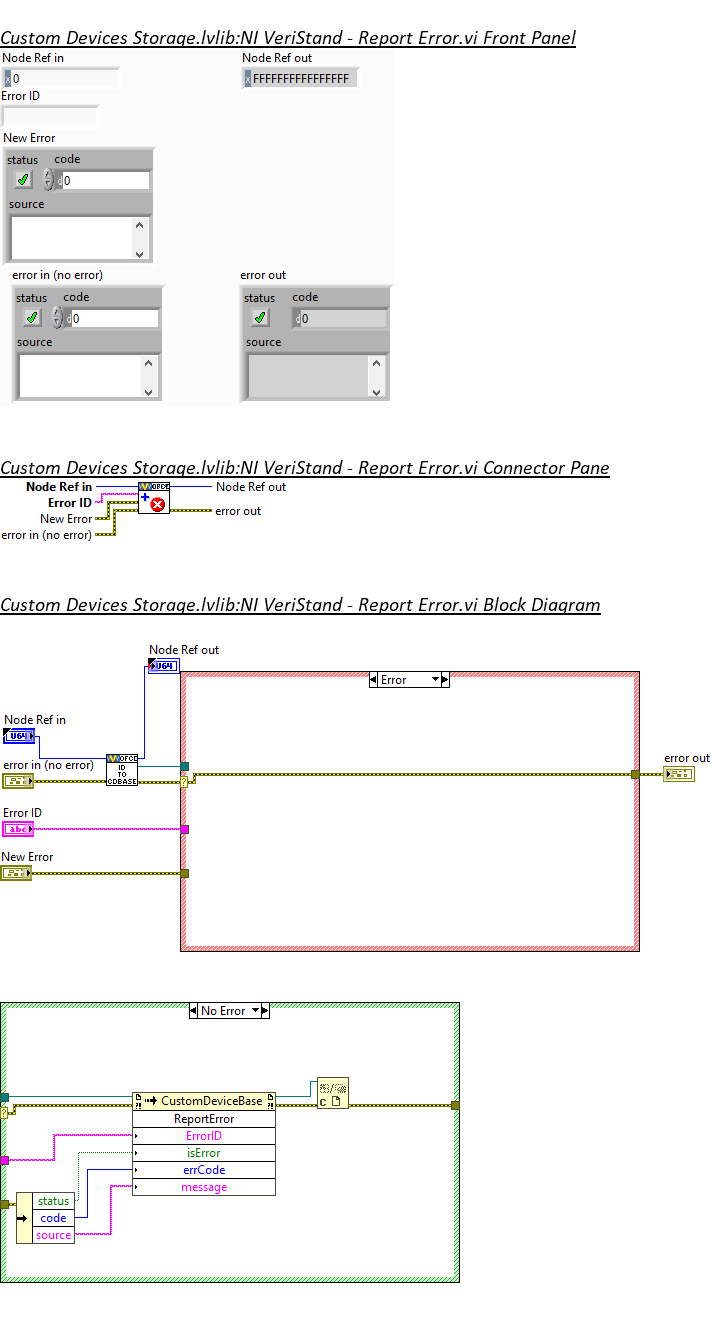 Custom Devices Storage.lvlib:NI VeriStand - Report Error.vi Front Panel
Node Ref in
Node Ref out
x 0
x FFFFFFFFFFFFFFFF
Error ID
New Error
status code
d 0
source
error in (no error)
error out
status code
d 0
status code
d 0
source
source
Custom Devices Storage.lvlib:NI VeriStand - Report Error.vi Connector Pane
Node Ref in
Node Ref out
Error ID
New Error
error out
error in (no error)
Custom Devices Storage.lvlib:NI VeriStand - Report Error.vi Block Diagram
Node Ref out
U64
Error
Node Ref in
U64
error in (no error)
ID
TO
CDBASE
?
error out
Error ID
abc
New Error
No Error
CustomDeviceBase
?
ReportError
ErrorID
isError
errCode
message
status
code
source
C